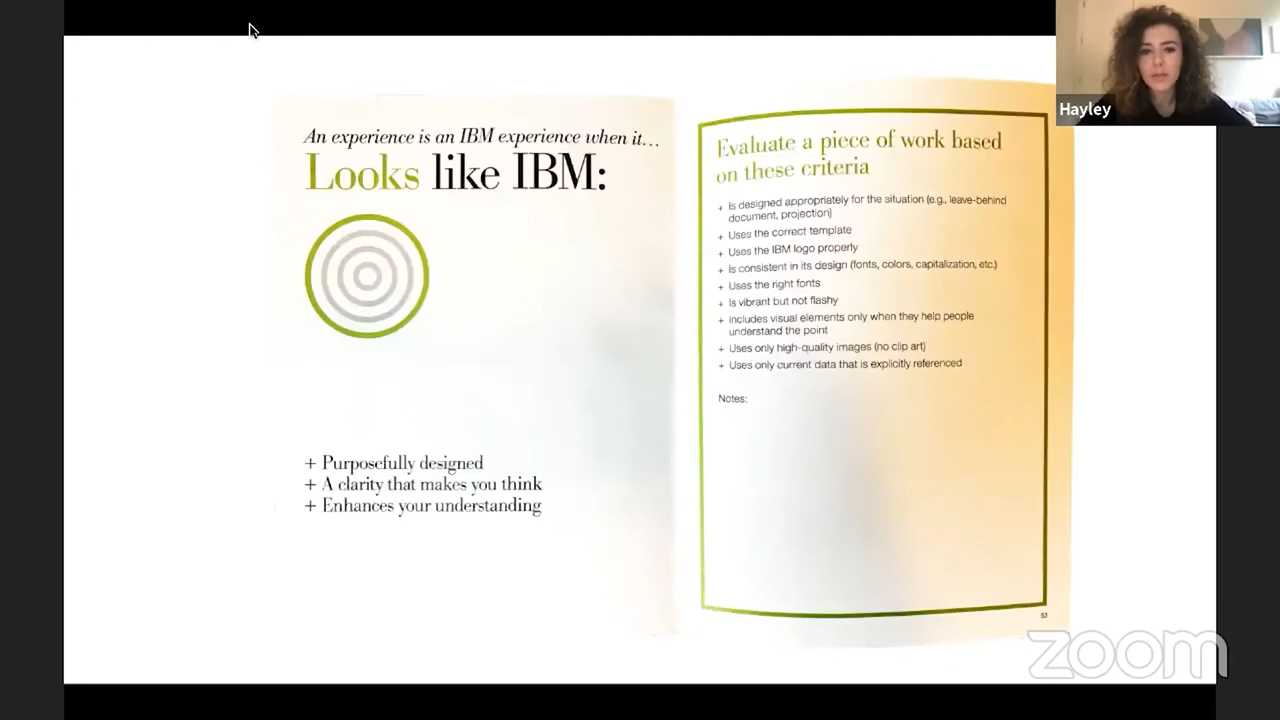 An experience is an IBM experience when it...
Looks like IBM:
+ Purposefully designed
+ A clarity that makes you think
+ Enhances your understanding
Evaluate a piece of work based
on these criteria
+ Is designed appropriately for the situation (e.g., leave-behind
document, projection)
+ Uses the correct template
+ Uses the IBM logo properly
+ Is consistent in its design (fonts, colors, capitalization, etc.)
+ Uses the right fonts
+ Is vibrant but not flashy
+ Includes visual elements only when they help people
understand the point
+ Uses only high-quality images (no clip art)
+ Uses only current data that is explicitly referenced
Notes:
53
Hayley
zoom